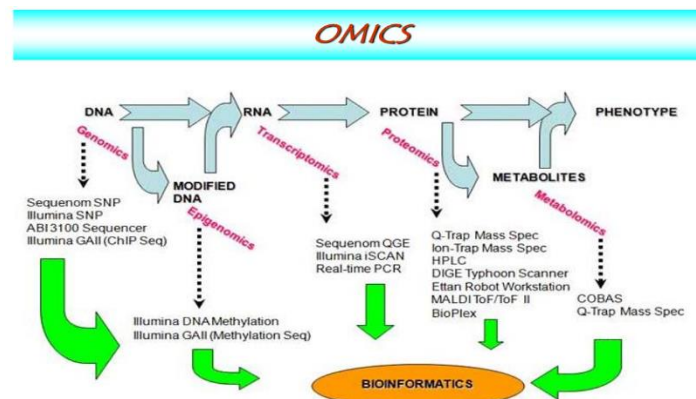 OMICS
DNA
RNA
PROTEIN
PHENOTYPE
Genomics
Transcriptomics
Proteomics
MODIFIED
DNA
METABOLITES
Epigenomics
Metabolomics
Sequenom SNP
Illumina SNP
ABI 3100 Sequencer
Illumina GAII (ChIP Seq)
Sequenom QGE
Illumina iSCAN
Real-time PCR
Q-Trap Mass Spec
Ion-Trap Mass Spec
HPLC
DIGE Typhoon Scanner
Ettan Robot Workstation
MALDI ToF/ToF II
BioPlex
COBAS
Q-Trap Mass Spec
Illumina DNA Methylation
Illumina GAII (Methylation Seq)
BIOINFORMATICS